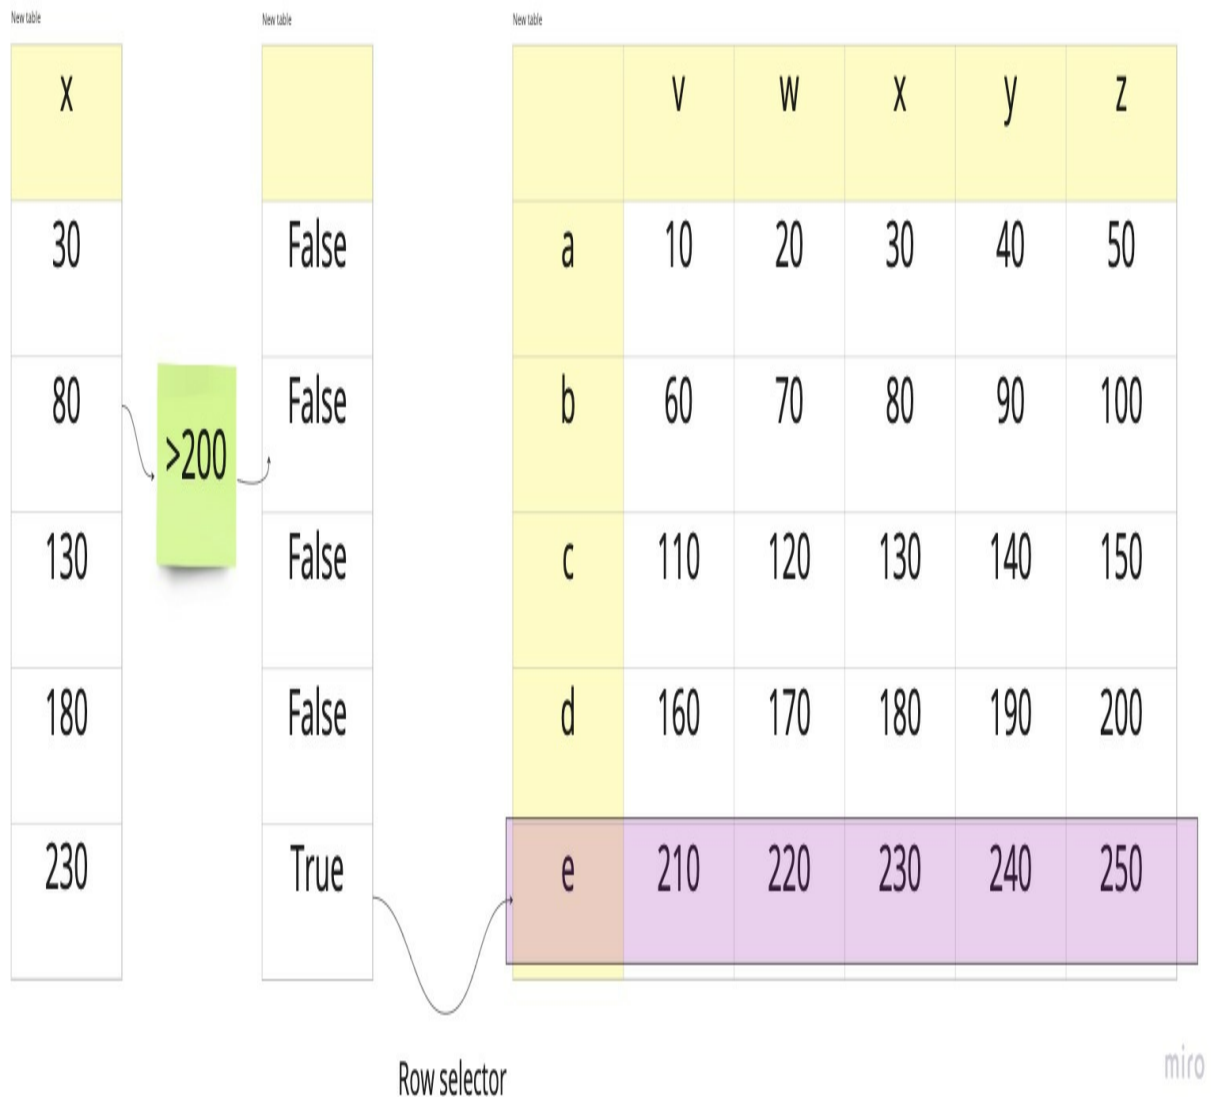 New table
New table
New table
x
v w x y z
30
False
a 10 20 30 40 50
80
False
b 60 70 80 90 100
>200
130
False
c 110 120 130 140 150
180
False
d 160 170 180 190 200
230
True
e 210 220 230 240 250
Row selector
miro